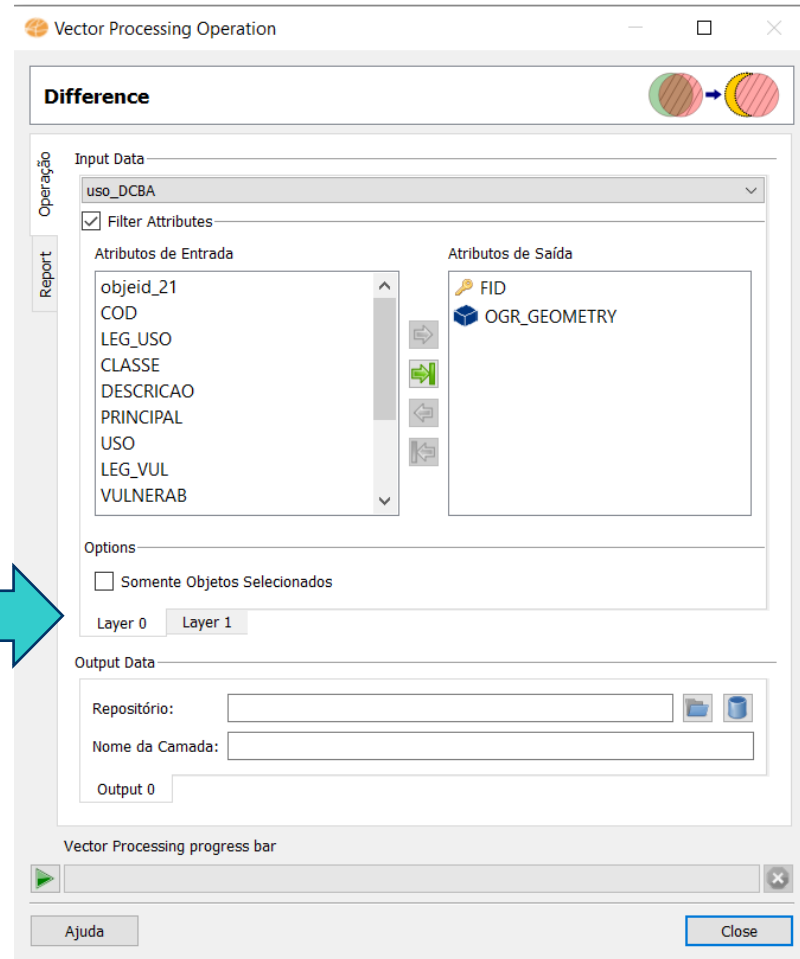 Vector Processing Operation
Difference
Operação
Report
Input Data
uso_DCBA
Filter Attributes
Atributos de Entrada
objeid_21
COD
LEG_USO
CLASSE
DESCRICAO
PRINCIPAL
USO
LEG_VUL
VULNERAB
Atributos de Saída
FID
OGR_GEOMETRY
Options
Somente Objetos Selecionados
Layer 0 Layer 1
Output Data
Repositório:
Nome da Camada:
Output 0
Vector Processing progress bar
Ajuda Close